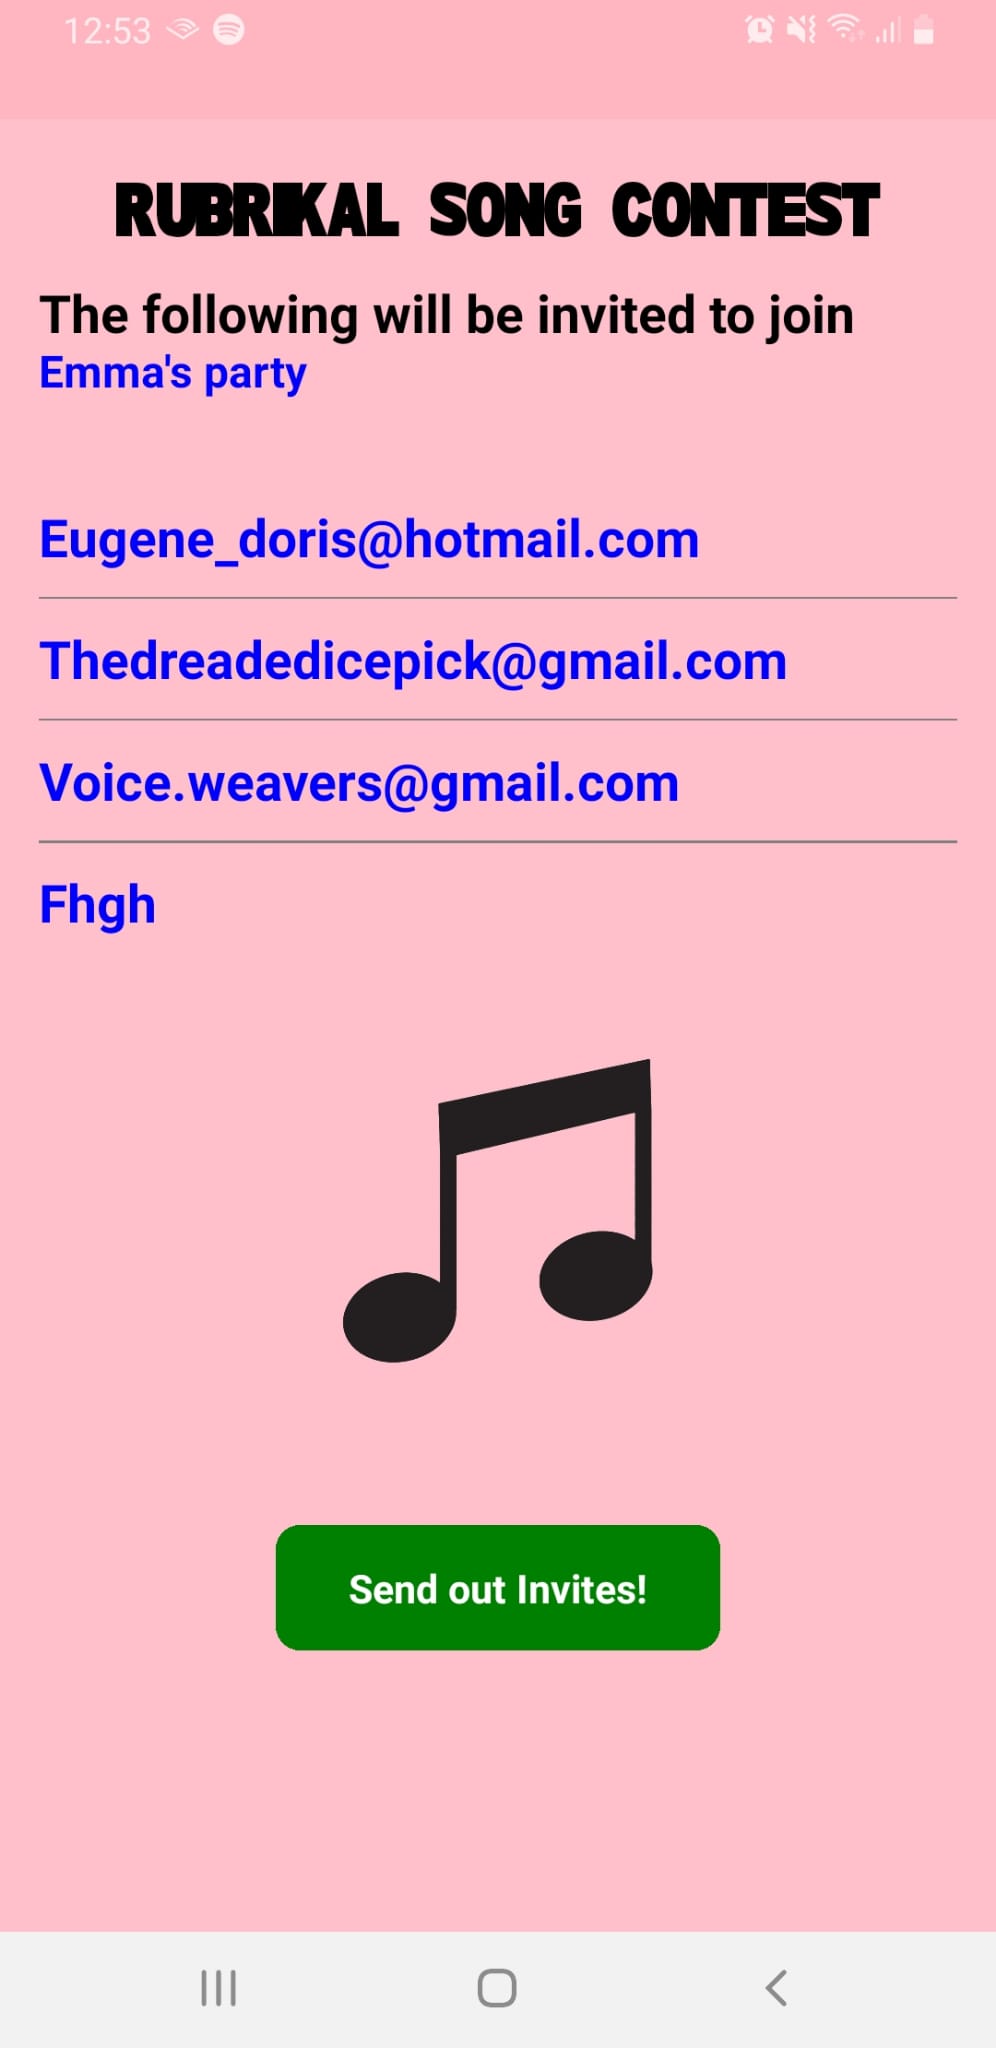 12:53
RUBRIKAL SONG CONTEST
The following will be invited to join
Emma's party
Eugene_doris@hotmail.com
Thedreadedicepick@gmail.com
Voice.weavers@gmail.com
Fhgh
Send out Invites!